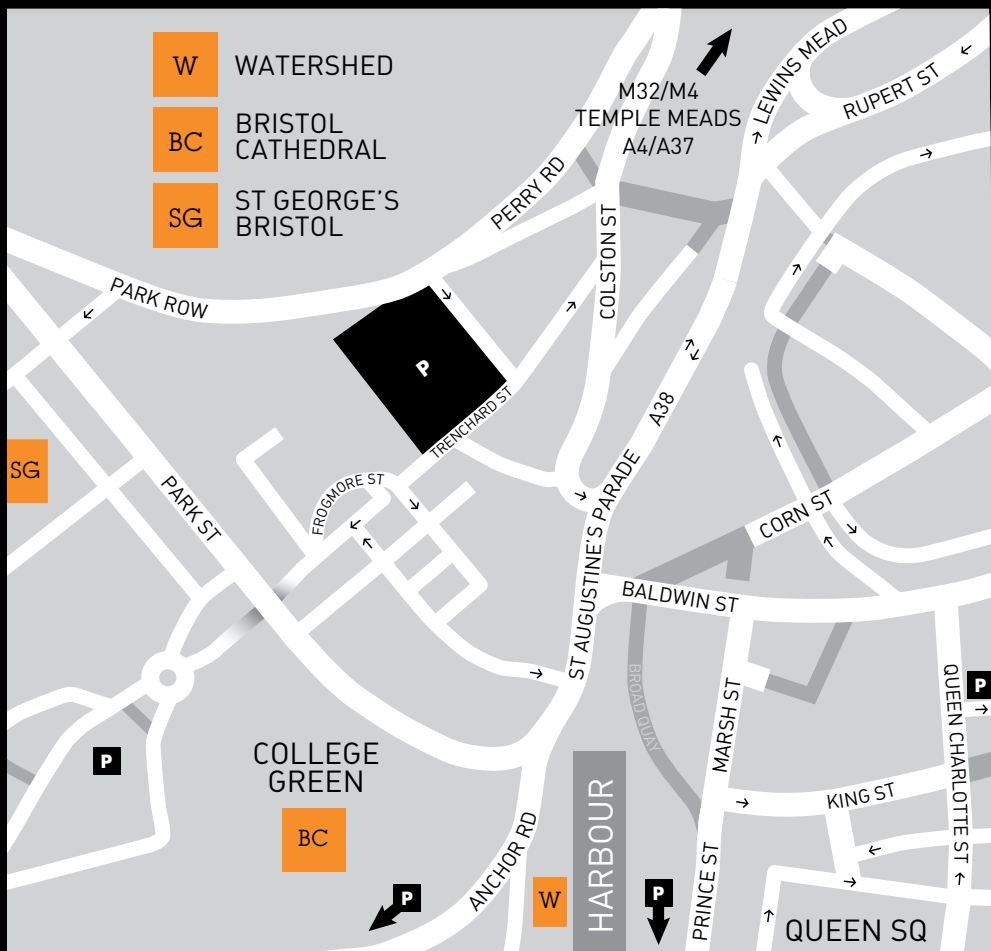 W WATERSHED
BC BRISTOL
CATHEDRAL
SG ST GEORGE'S
BRISTOL
M32/M4
TEMPLE MEADS
A4/A37
LEWINS MEAD
RUPERT ST
PERRY RD
COLSTON ST
PARK ROW
P
TRENCHARD ST
A38
SG
PARK ST
FROGMORE ST
ST AUGUSTINE'S PARADE
CORN ST
BALDWIN ST
BROAD QUAY
MARSH ST
QUEEN CHARLOTTE ST
P
P
COLLEGE
GREEN
BC
KING ST
ANCHOR RD
P
W
HARBOUR
P
PRINCE ST
QUEEN SQ